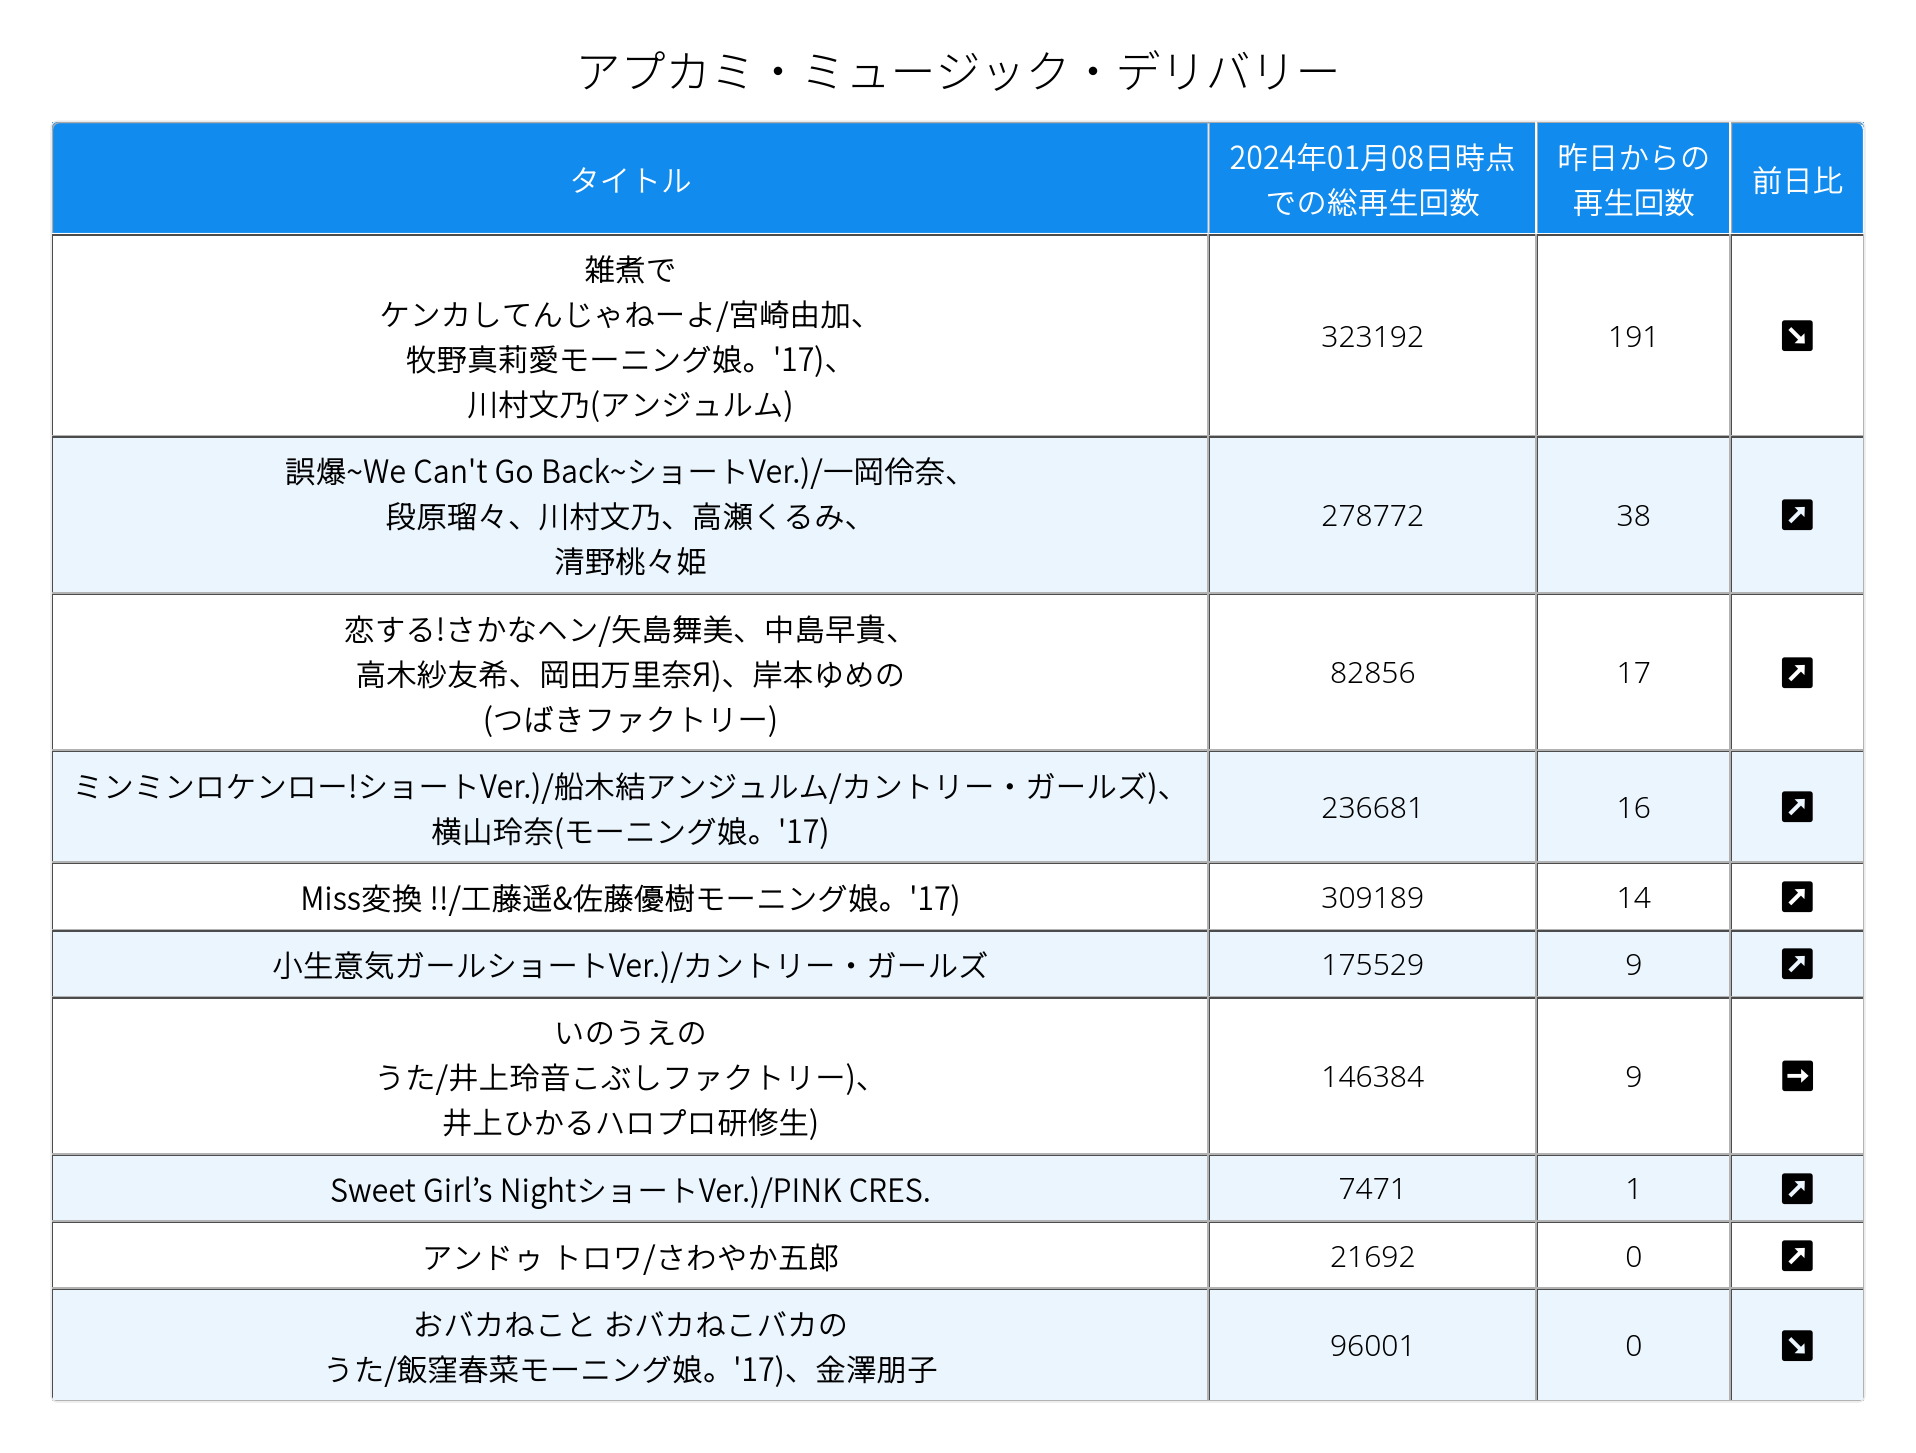 アプカミ・ミュージック・デリバリー
タイトル
2024年01月08日時点
での総再生回数
昨日からの
再生回数
前日比
雑煮で
ケンカしてんじゃねーよ/宮崎由加、
牧野真莉愛モーニング娘。'17)、
川村文乃(アンジュルム)
323192
191
誤爆~We Can't Go Back~ショートVer.)/一岡伶奈、
段原瑠々、川村文乃、高瀬くるみ、
清野桃々姫
278772
38
恋する!さかなヘン/矢島舞美、中島早貴、
高木紗友希、岡田万里奈Я)、岸本ゆめの
(つばきファクトリー)
82856
17
ミンミンロケンロー!ショートVer.)/船木結アンジュルム/カントリー・ガールズ)、
横山玲奈(モーニング娘。'17)
236681
16
Miss変換 !!/工藤遥&佐藤優樹モーニング娘。'17)
309189
14
小生意気ガールショートVer.)/カントリー・ガールズ
175529
9
いのうえの
うた/井上玲音こぶしファクトリー)、
井上ひかるハロプロ研修生)
146384
9
Sweet Girl’s NightショートVer.)/PINK CRES.
7471
1
アンドゥ トロワ/さわやか五郎
21692
0
おバカねこと おバカねこバカの
うた/飯窪春菜モーニング娘。'17)、金澤朋子
96001
0